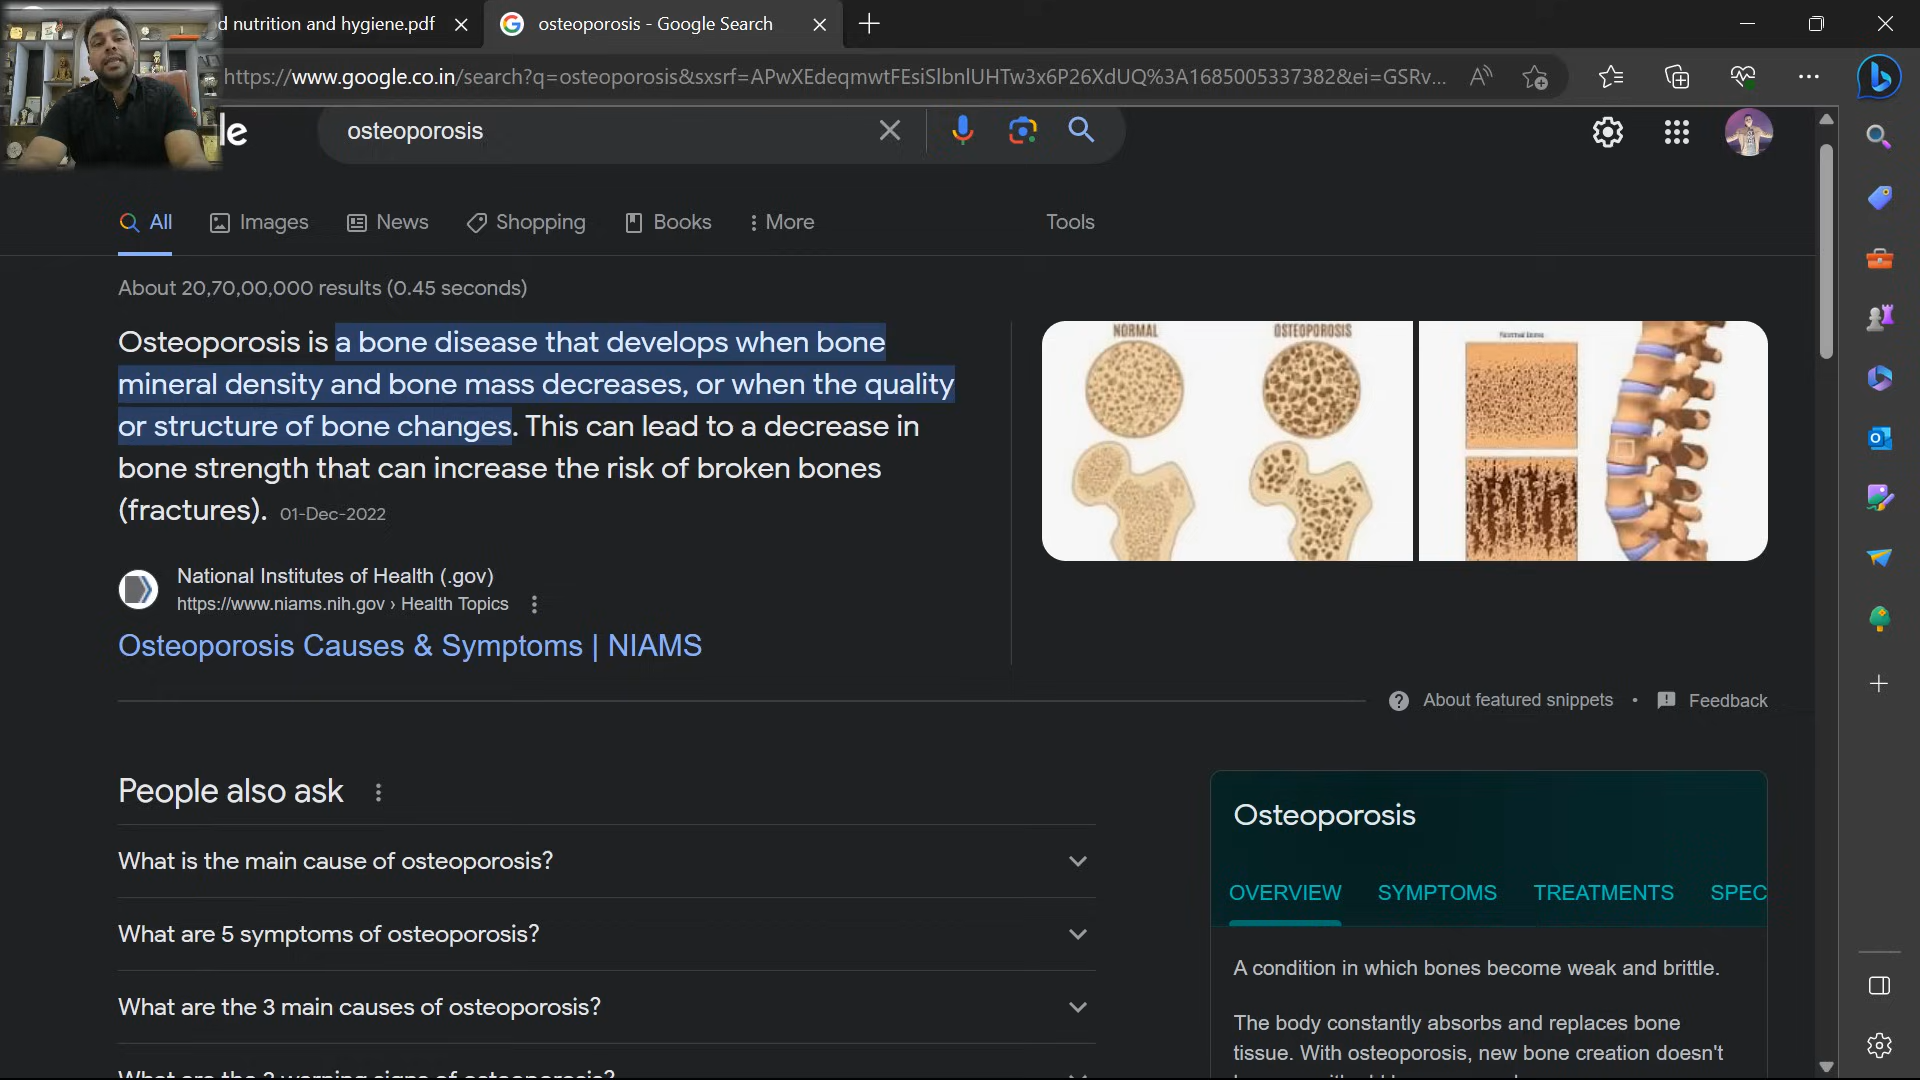 d nutrition and hygiene.pdf
osteoporosis - Google Search
https://www.google.co.in/search?q=osteoporosis&sxsrf=APwXEdeqmwtFEsiSlbnlUHTw3x6P26XdUQ%3A1685005337382&ei=GSRv...
le
osteoporosis
All
Images
News
Shopping
Books
More
Tools
About 20,70,00,000 results (0.45 seconds)
Osteoporosis is a bone disease that develops when bone
mineral density and bone mass decreases, or when the quality
or structure of bone changes. This can lead to a decrease in
bone strength that can increase the risk of broken bones
(fractures). 01-Dec-2022
NORMAL
OSTEOPOROSIS
Normal bone
National Institutes of Health (.gov)
https://www.niams.nih.gov › Health Topics
Osteoporosis Causes & Symptoms | NIAMS
About featured snippets • Feedback
People also ask
What is the main cause of osteoporosis?
What are 5 symptoms of osteoporosis?
What are the 3 main causes of osteoporosis?
Osteoporosis
OVERVIEW
SYMPTOMS
TREATMENTS
SPEC
A condition in which bones become weak and brittle.
The body constantly absorbs and replaces bone
tissue. With osteoporosis, new bone creation doesn't